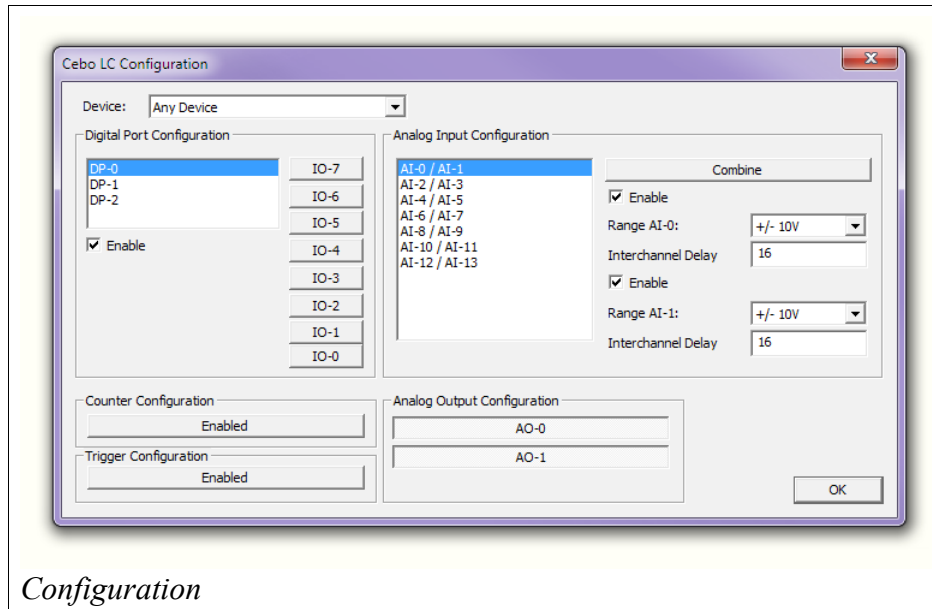 Cebo LC Configuration
Device: Any Device
Digital Port Configuration
DP-0
DP-1
DP-2
Enable
IO-7
IO-6
IO-5
IO-4
IO-3
IO-2
IO-1
IO-0
Analog Input Configuration
AI-0 / AI-1
AI-2 / AI-3
AI-4 / AI-5
AI-6 / AI-7
AI-8 / AI-9
AI-10 / AI-11
AI-12 / AI-13
Combine
Enable
Range AI-0: +/- 10V
Interchannel Delay 16
Enable
Range AI-1: +/- 10V
Interchannel Delay 16
Counter Configuration
Enabled
Trigger Configuration
Enabled
Analog Output Configuration
AO-0
AO-1
OK
Configuration